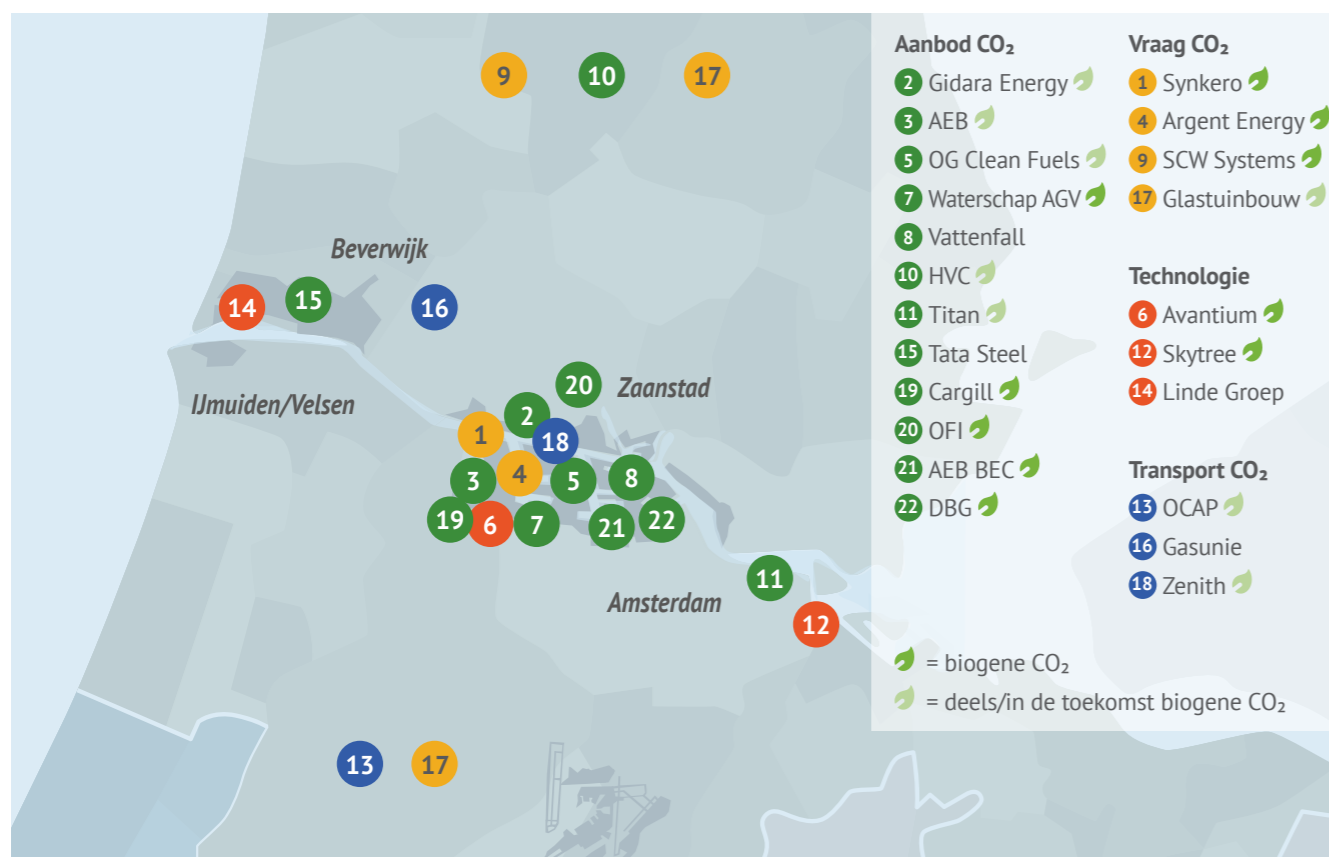 9
10
17
Beverwijk
14
15
16
IJmuiden/Velsen
20
Zaanstad
2
1
18
4
3
5
8
19
6
7
21
22
11
Amsterdam
12
13
17
Aanbod CO₂
2 Gidara Energy
3 AEB
5 OG Clean Fuels
7 Waterschap AGV
8 Vattenfall
10 HVC
11 Titan
15 Tata Steel
19 Cargill
20 OFI
21 AEB BEC
22 DBG
Vraag CO₂
1 Synkero
4 Argent Energy
9 SCW Systems
17 Glastuinbouw
Technologie
6 Avantium
12 Skytree
14 Linde Groep
Transport CO₂
13 OCAP
16 Gasunie
18 Zenith
= biogene CO₂
= deels/in de toekomst biogene CO₂